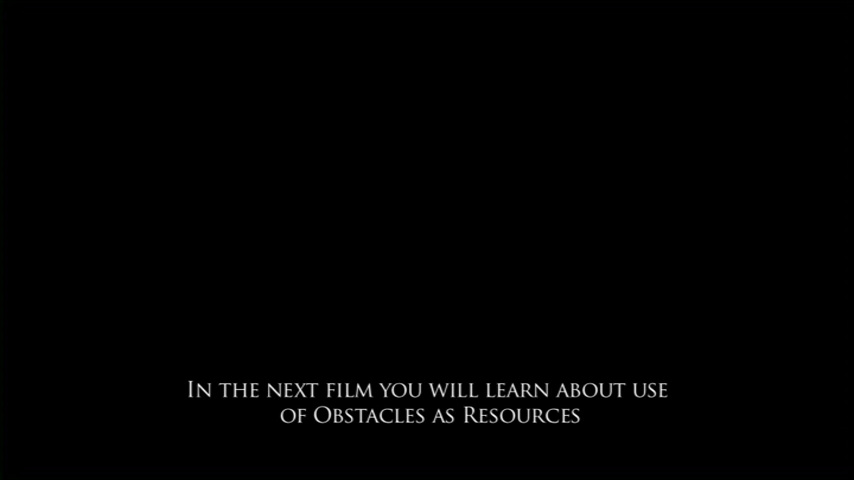 In the next film you will learn about use
of Obstacles as Resources